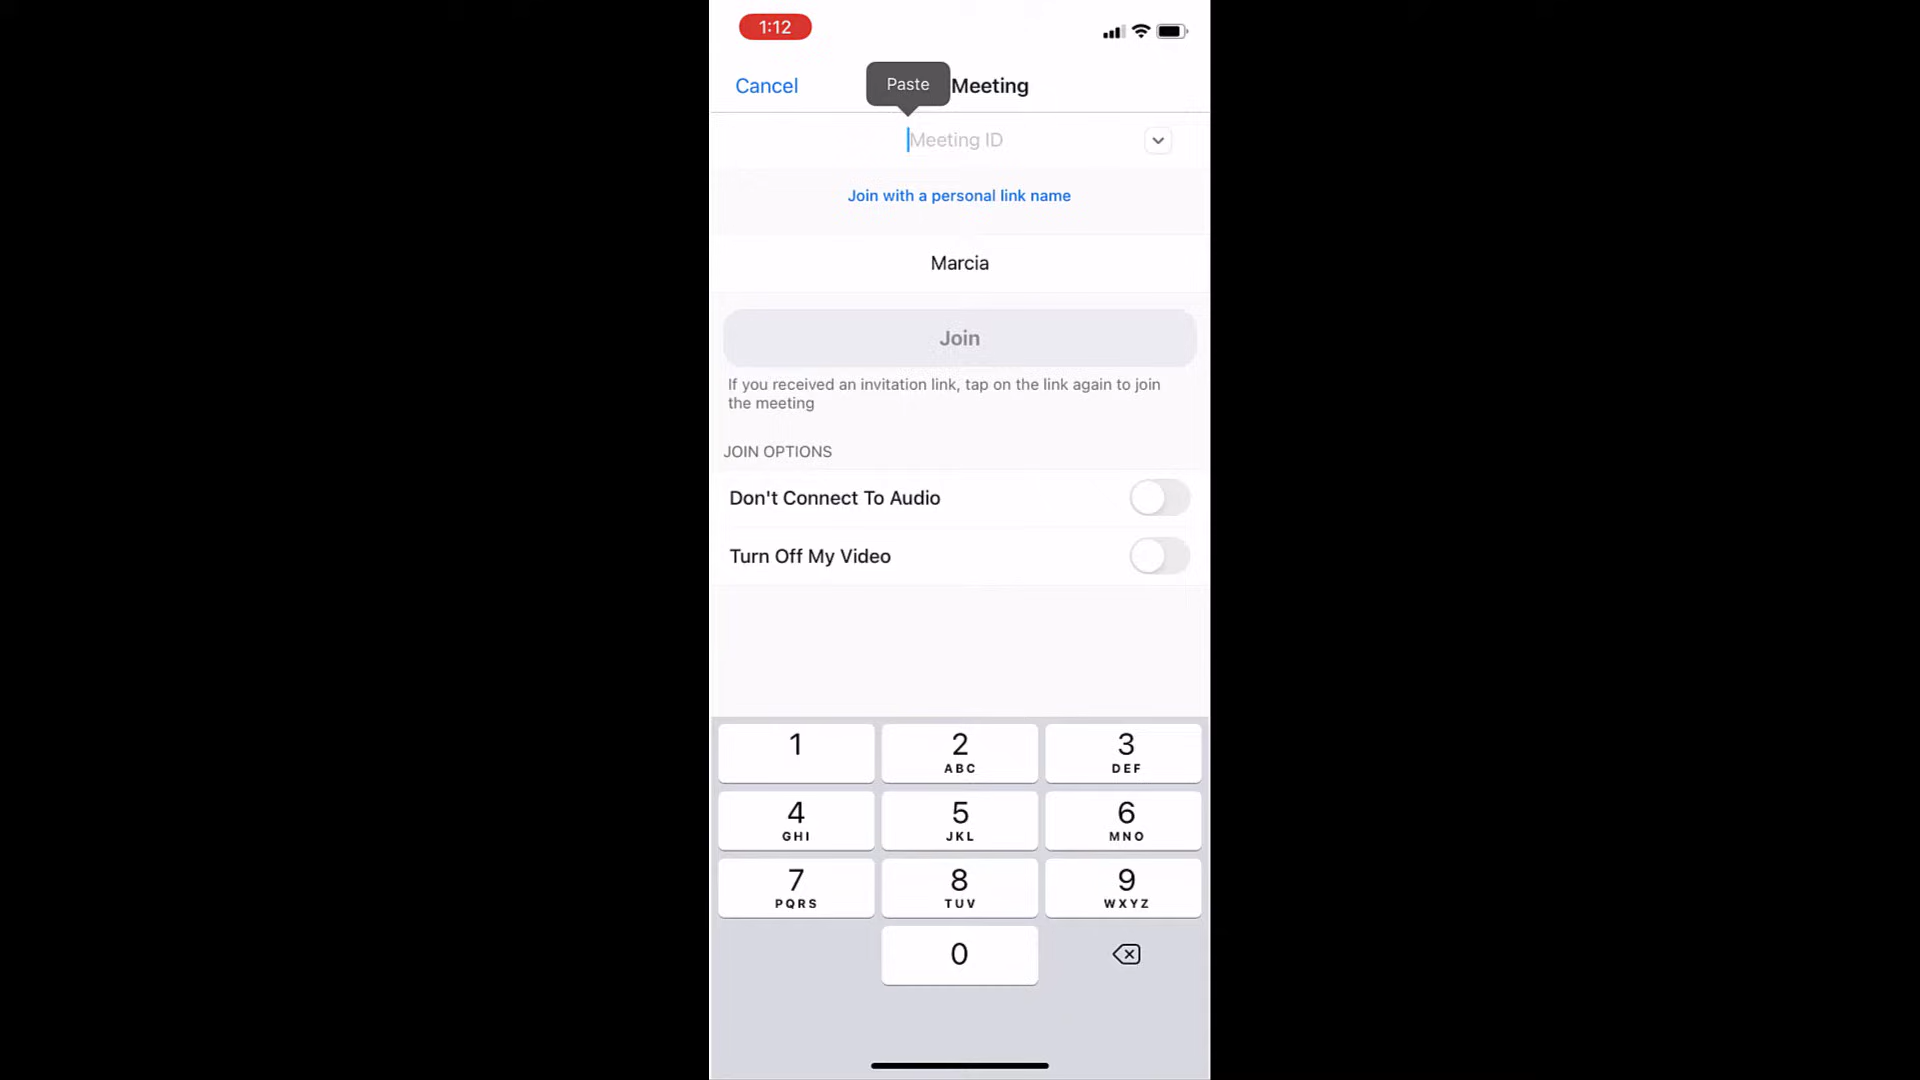 1:12
Cancel
Paste
Meeting
Meeting ID
Join with a personal link name
Marcia
Join
If you received an invitation link, tap on the link again to join
the meeting
JOIN OPTIONS
Don't Connect To Audio
Turn Off My Video
1 2 3
ABC DEF
4 5 6
GHI JKL MNO
7 8 9
PQRS TUV WXYZ
0